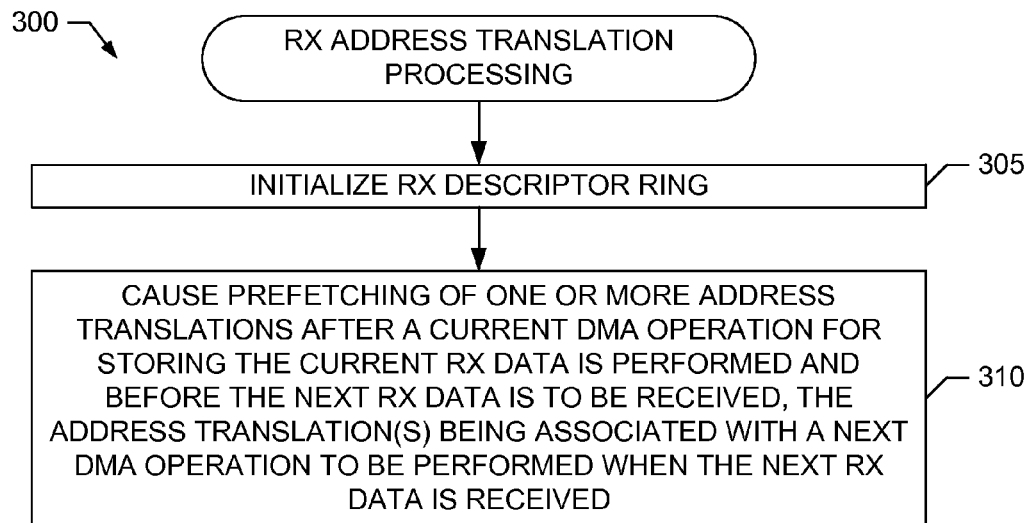 300
RX ADDRESS TRANSLATION
PROCESSING
INITIALIZE RX DESCRIPTOR RING
305
CAUSE PREFETCHING OF ONE OR MORE ADDRESS
TRANSLATIONS AFTER A CURRENT DMA OPERATION FOR
STORING THE CURRENT RX DATA IS PERFORMED AND
BEFORE THE NEXT RX DATA IS TO BE RECEIVED, THE
ADDRESS TRANSLATION(S) BEING ASSOCIATED WITH A NEXT
DMA OPERATION TO BE PERFORMED WHEN THE NEXT RX
DATA IS RECEIVED
310